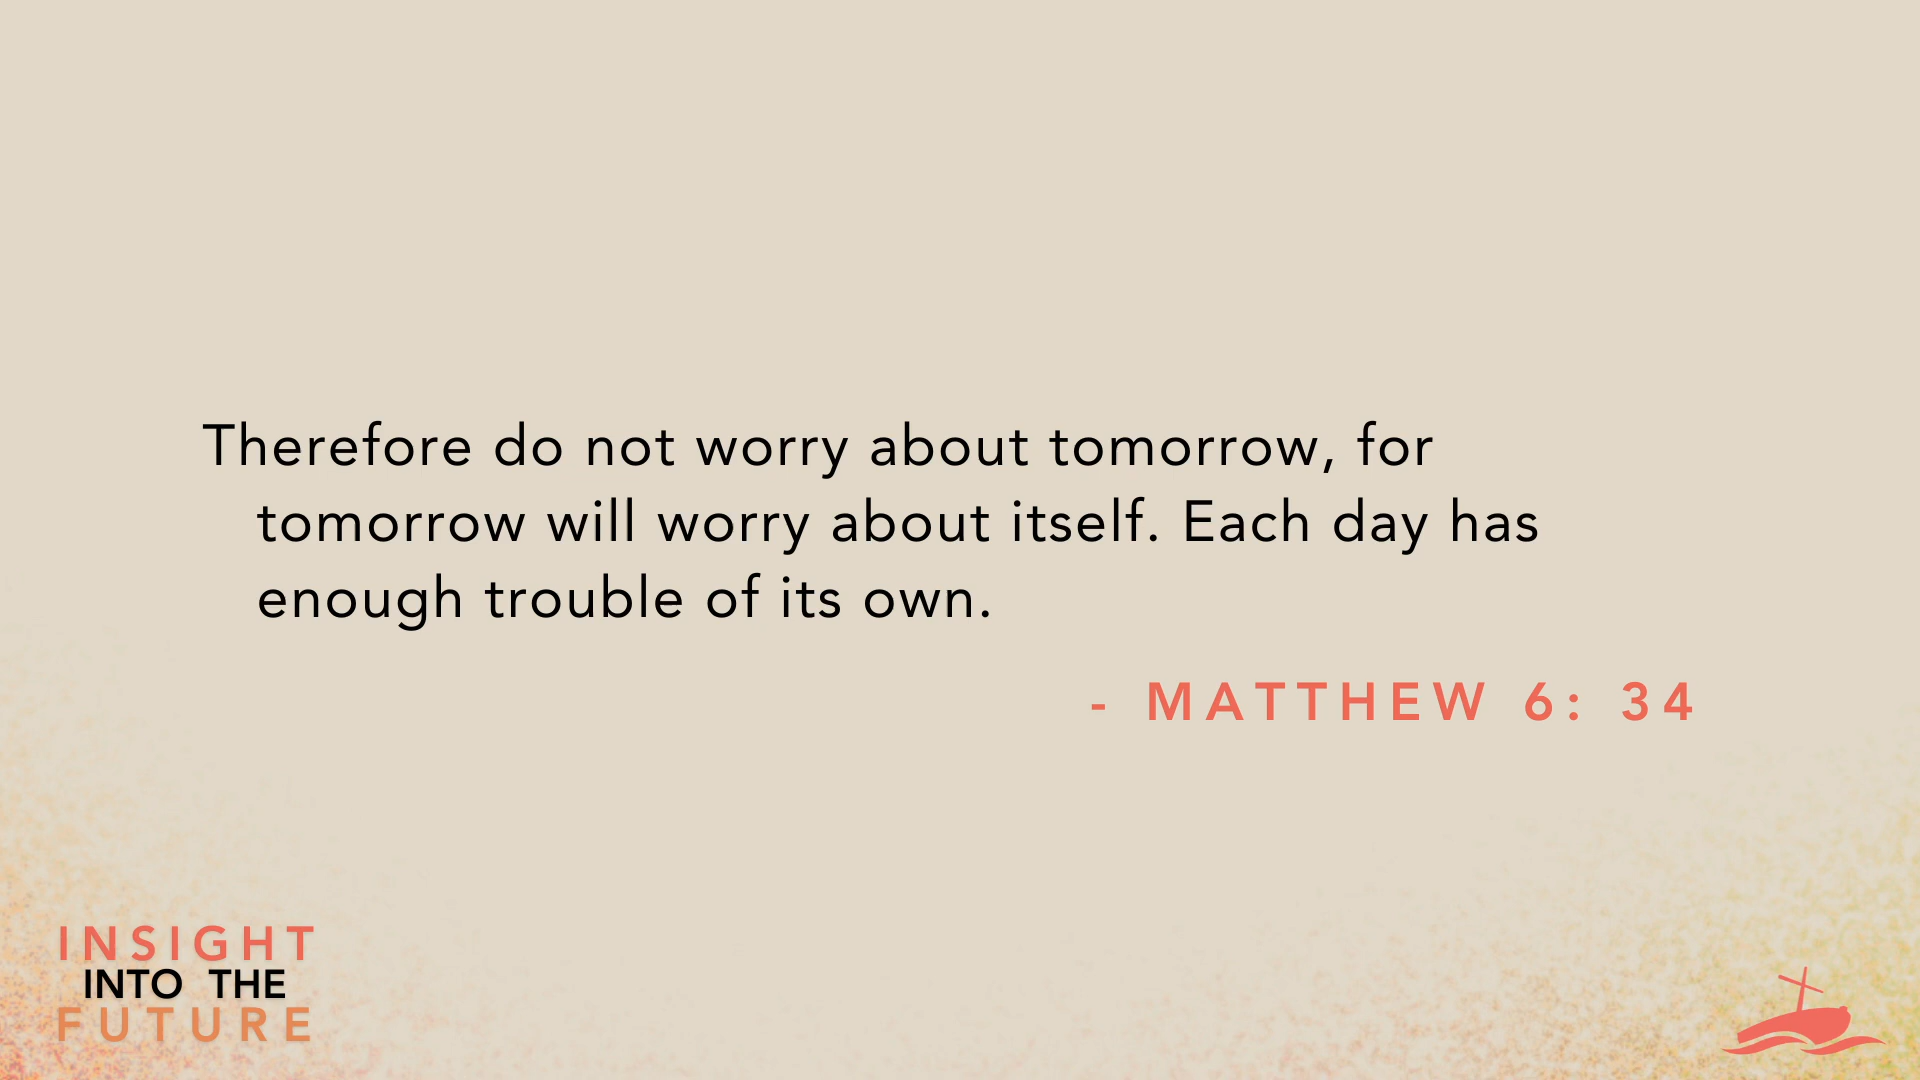 Therefore do not worry about tomorrow, for
tomorrow will worry about itself. Each day has
enough trouble of its own.
- MATTHEW 6: 34
INSIGHT
INTO THE
FUTURE